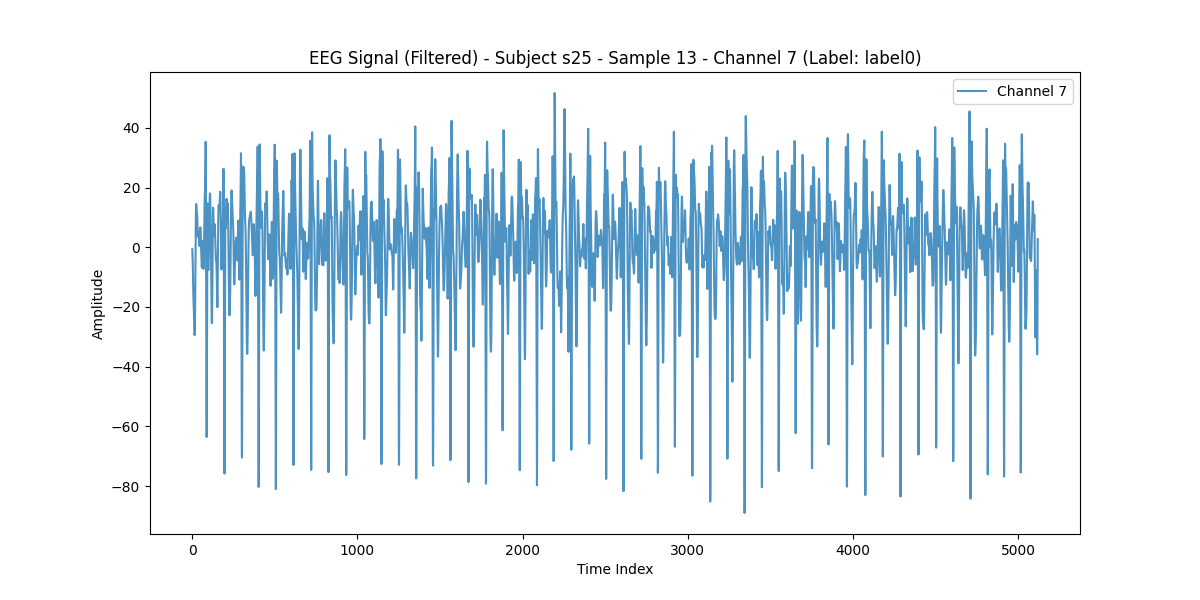 EEG Signal (Filtered) - Subject s25 - Sample 13 - Channel 7 (Label: label0)
Channel 7
Amplitude
40
20
0
−20
−40
−60
−80
0 1000 2000 3000 4000 5000
Time Index